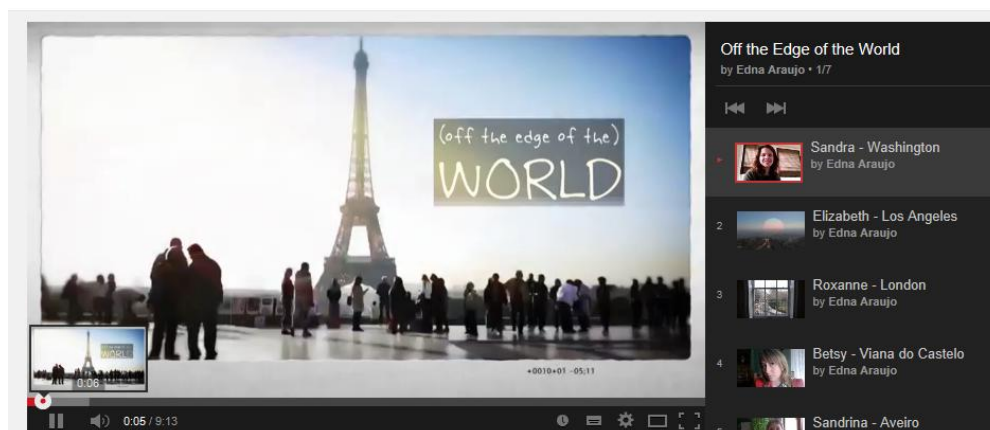 (off the edge of the)
WORLD
+0010+01 -05;11
0:06
0:05 / 9:13
Off the Edge of the World
by Edna Araujo • 1/7
Sandra - Washington
by Edna Araujo
2
Elizabeth - Los Angeles
by Edna Araujo
3
Roxanne - London
by Edna Araujo
4
Betsy - Viana do Castelo
by Edna Araujo
Sandrina - Aveiro